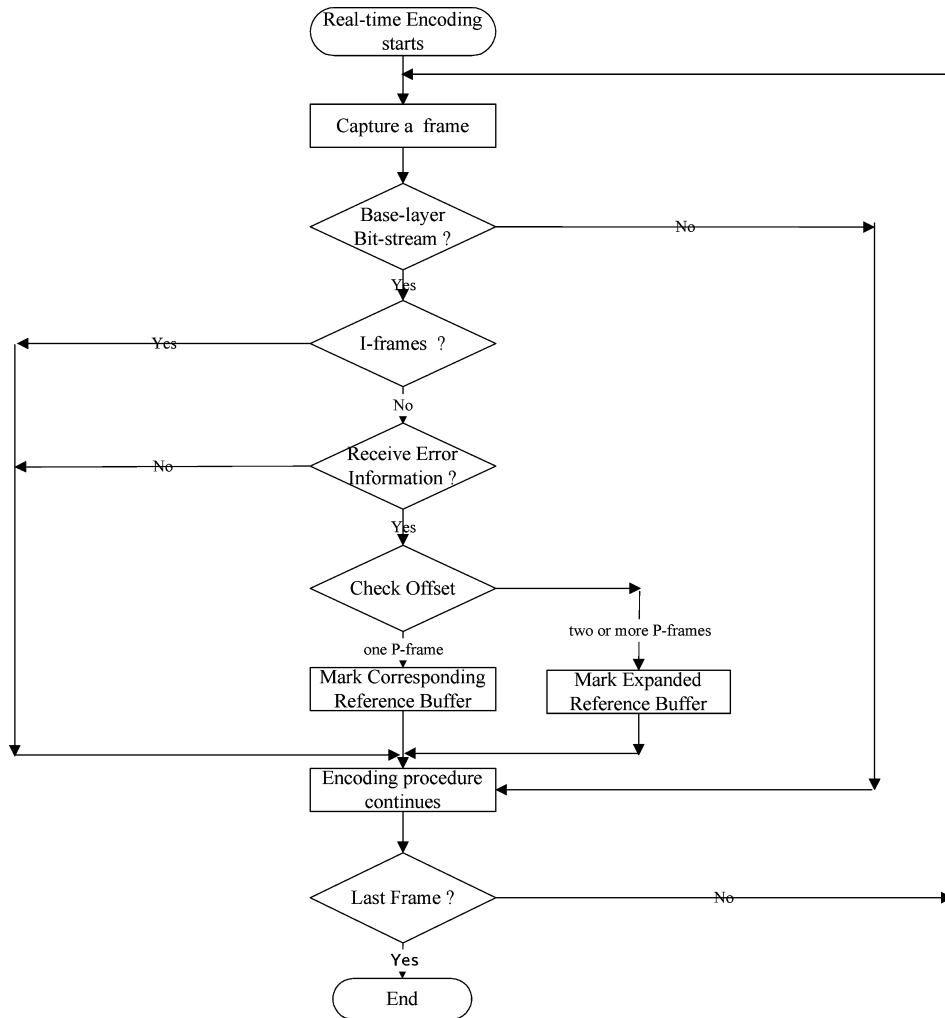 Real-time Encoding
starts
Capture a frame
Base-layer
Bit-stream ?
No
Yes
I-frames ?
Yes
No
Receive Error
Information ?
No
Yes
Check Offset
two or more P-frames
one P-frame
Mark Corresponding
Reference Buffer
Mark Expanded
Reference Buffer
Encoding procedure
continues
Last Frame ?
No
Yes
End